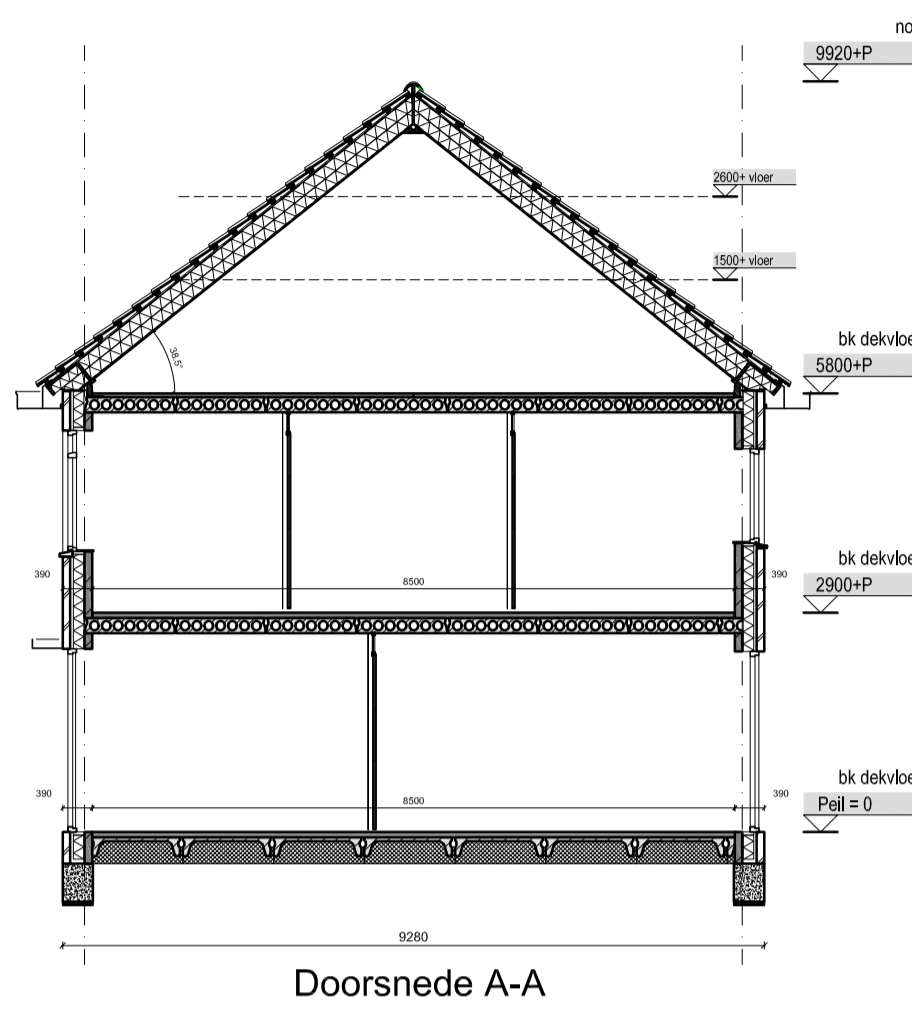 no
9920+P
2600+ vloer
1500+ vloer
38.5°
bk dekvloe
5800+P
bk dekvloe
390
8500
390
2900+P
bk dekvloe
390
8500
390
Peil = 0
9280
Doorsnede A-A